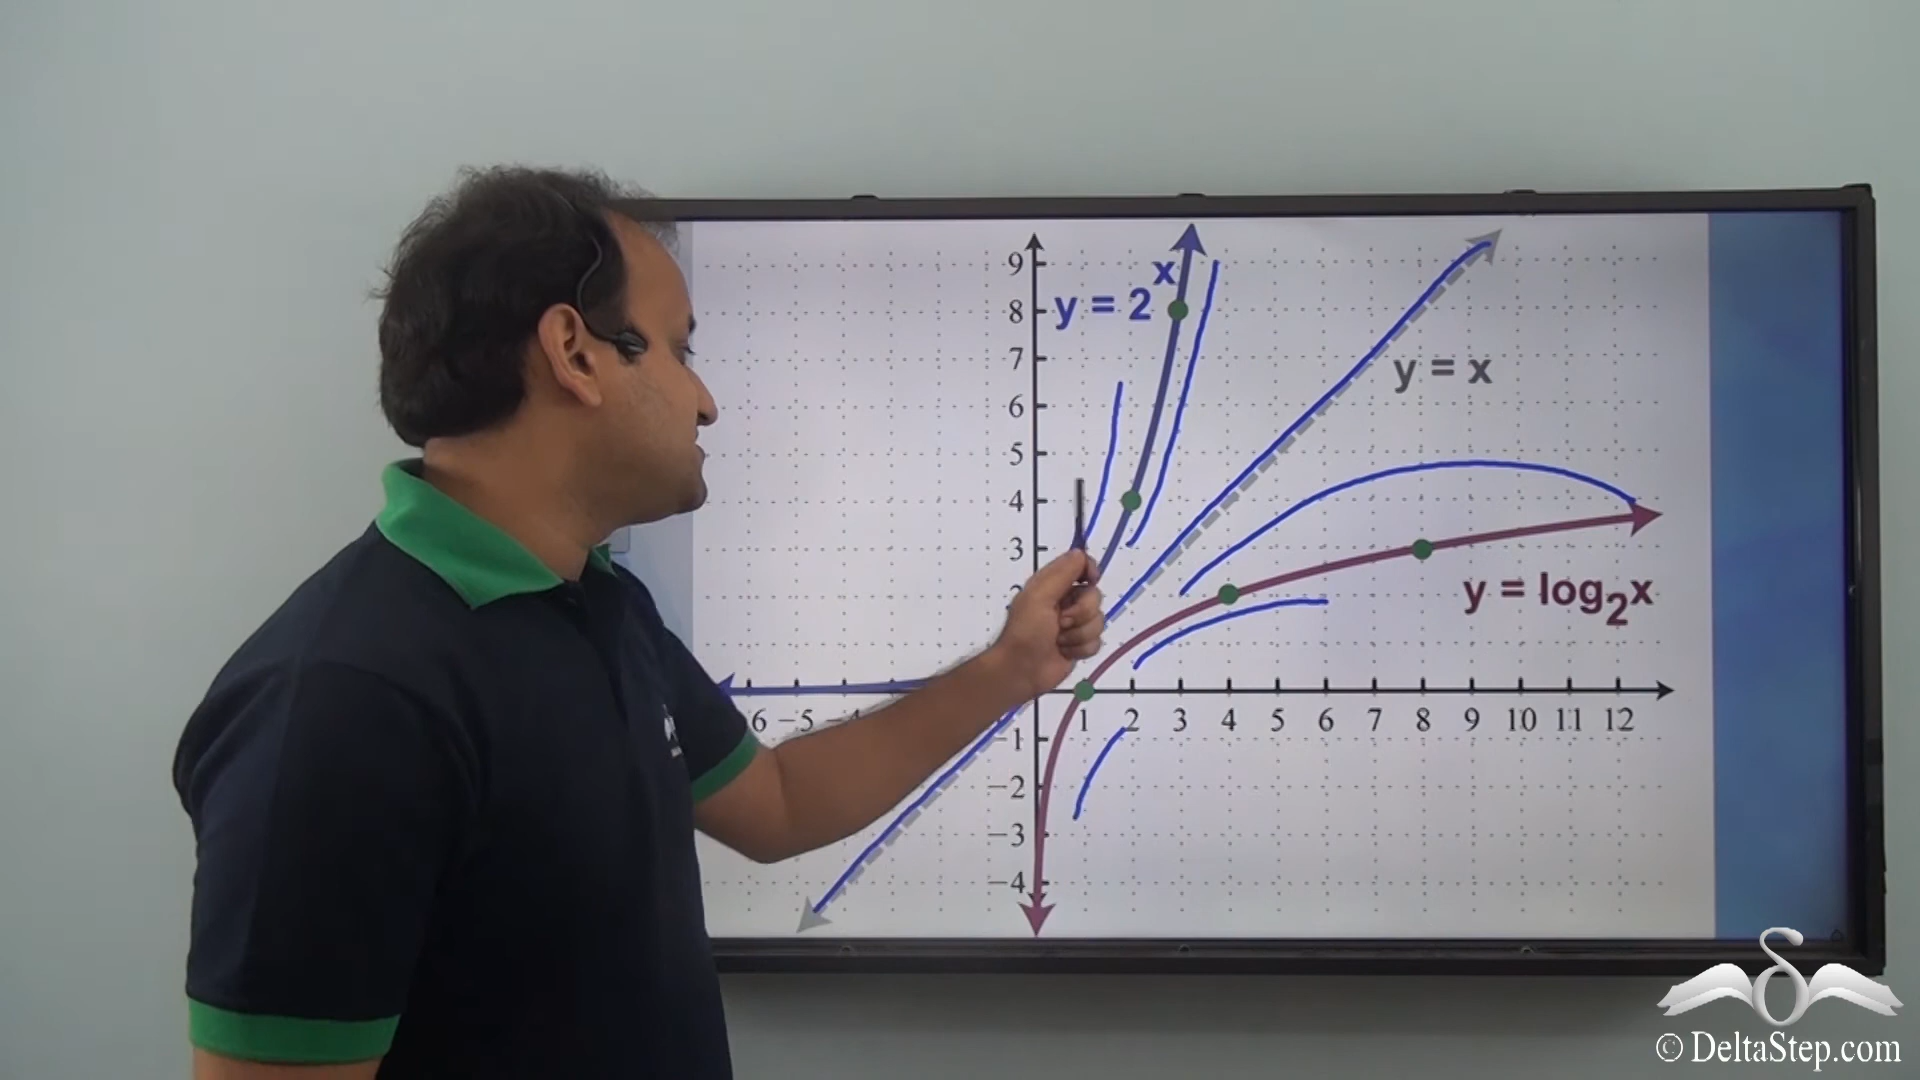 9
y = 2^x
8
7
y = x
6
5
4
3
y = log₂x
6 −5 −4 1 2 3 4 5 6 7 8 9 10 11 12
−1
−2
−3
−4
© DeltaStep.com